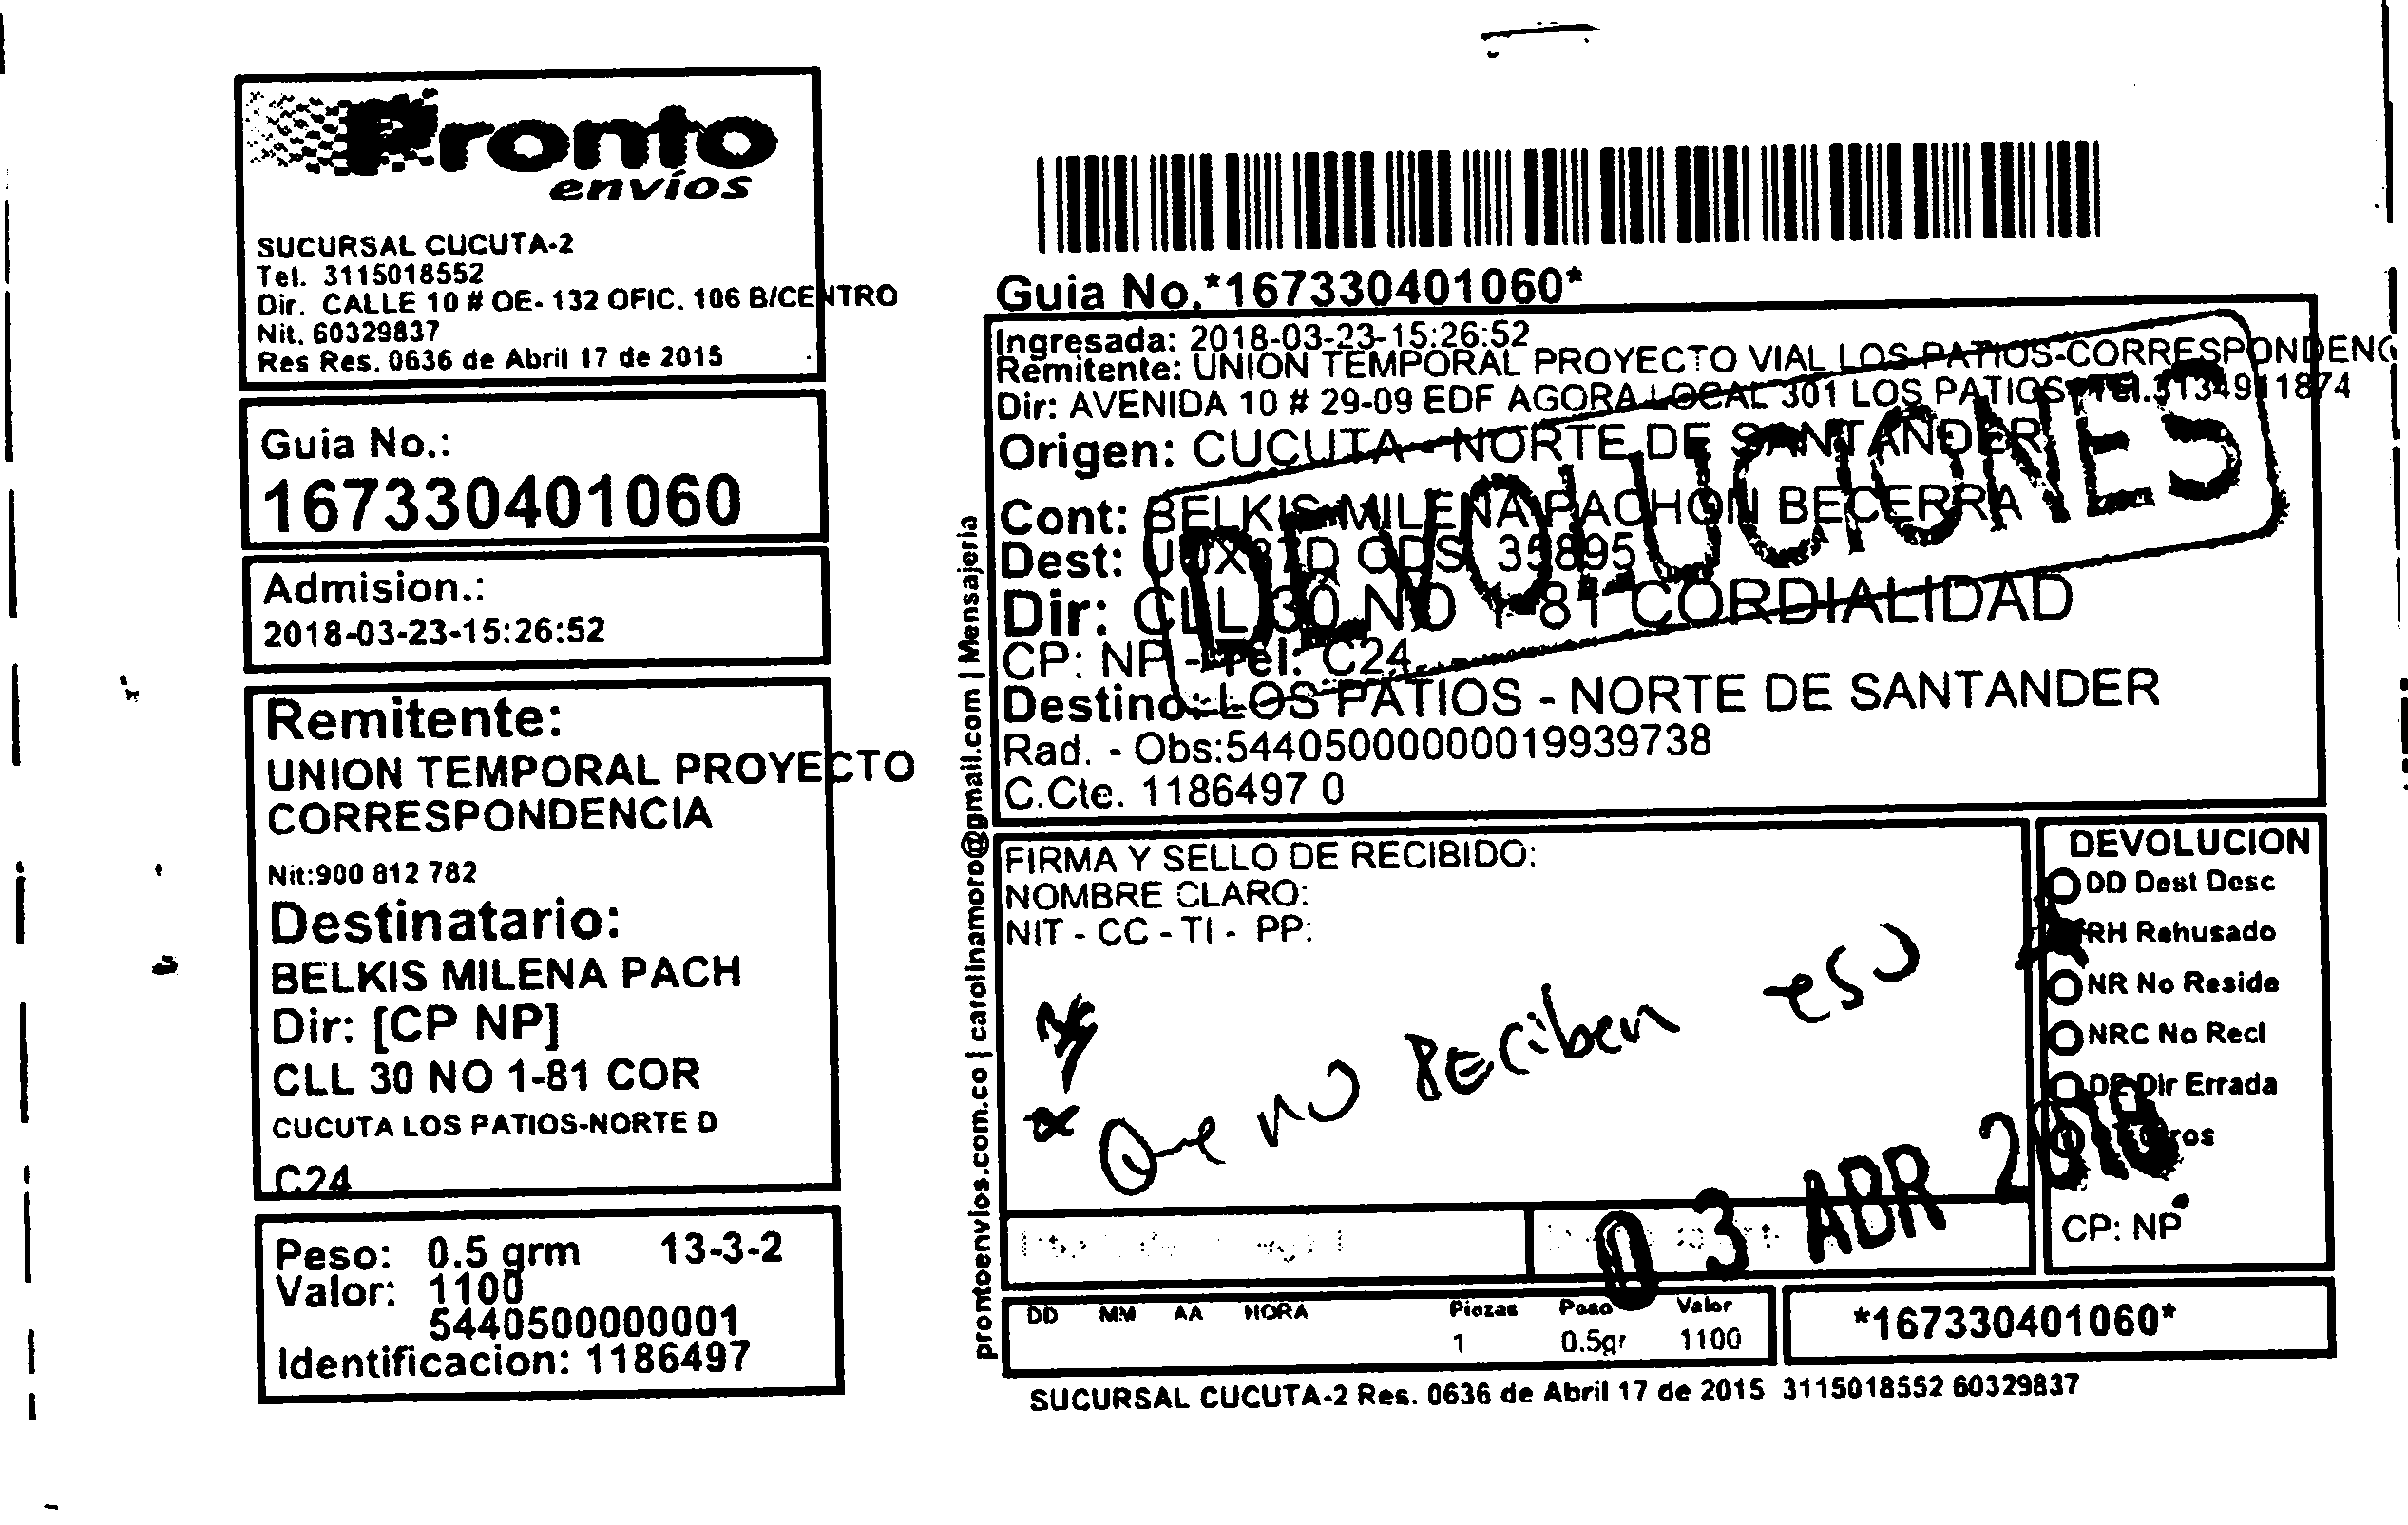 Pronto
envíos
SUCURSAL CUCUTA-2
Tel. 3115018552
Dir. CALLE 10 # OE- 132 OFIC. 106 B/CENTRO
Nit. 60329837
Res Res. 0636 de Abril 17 de 2015
Guia No.:
167330401060
Admision.:
2018-03-23-15:26:52
Remitente:
UNION TEMPORAL PROYECTO
CORRESPONDENCIA
Nit:900 812 782
Destinatario:
BELKIS MILENA PACH
Dir: [CP NP]
CLL 30 NO 1-81 COR
CUCUTA LOS PATIOS-NORTE D
C24
Peso: 0.5 grm 13-3-2
Valor: 1100
5440500000001
Identificacion: 1186497
prontoenvios.com.co | carolinamoro@gmail.com | Mensajeria
Guia No.*167330401060*
Ingresada: 2018-03-23-15:26:52
Remitente: UNION TEMPORAL PROYECTO VIAL LOS PATIOS-CORRESPONDENC
Dir: AVENIDA 10 # 29-09 EDF AGORA LOCAL 301 LOS PATIOS Tel.3134911874
Origen: CUCUTA - NORTE DE SANTANDER
Cont: BELKIS MILENA PACHON BECERRA
Dest: ODS 35895
Dir: CLL 30 NO 1-81 CORDIALIDAD
CP: NP - Tel: C24
Destino: LOS PATIOS - NORTE DE SANTANDER
Rad. - Obs:544050000000019939738
C.Cte. 1186497 0
DEVOLUCIONES
FIRMA Y SELLO DE RECIBIDO:
NOMBRE CLARO:
NIT - CC - TI - PP:
Que no Reciben eso
DEVOLUCION
DD Dest Desc
RH Rehusado
NR No Reside
NRC No Reci
DE Dir Errada
Otros
CP: NP
03 ABR 2018
DD MM AA HORA
Piezas Peso Valor
1 0.5gr 1100
*167330401060*
SUCURSAL CUCUTA-2 Res. 0636 de Abril 17 de 2015 3115018552 60329837